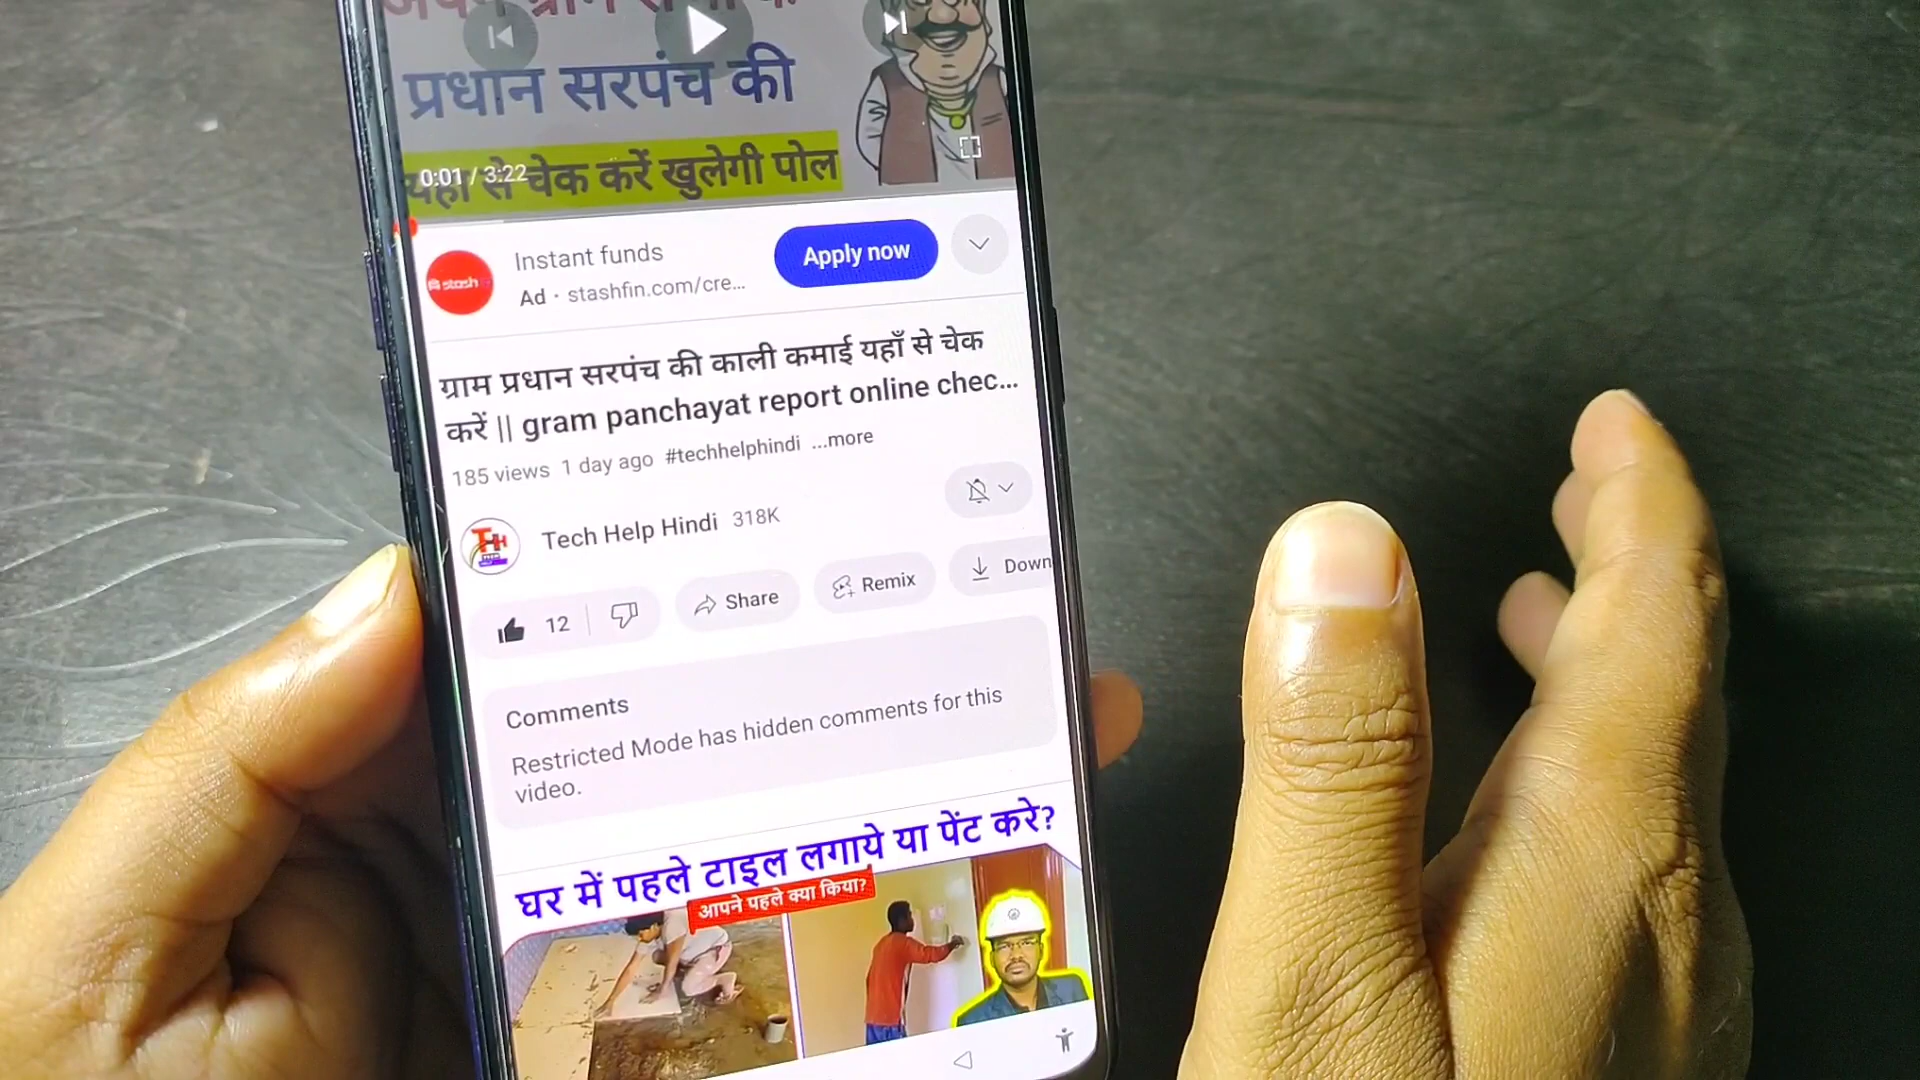 प्रधान सरपंच की
यहाँ से चेक करें खुलेगी पोल
0:01 / 3:22
Instant funds
Apply now
stash
Ad · stashfin.com/cre...
ग्राम प्रधान सरपंच की काली कमाई यहाँ से चेक
करें || gram panchayat report online chec...
185 views 1 day ago #techhelphindi ...more
Tech Help Hindi 318K
12
Share
Remix
Down
Comments
Restricted Mode has hidden comments for this
video.
घर में पहले टाइल लगाये या पेंट करे?
आपने पहले क्या किया?